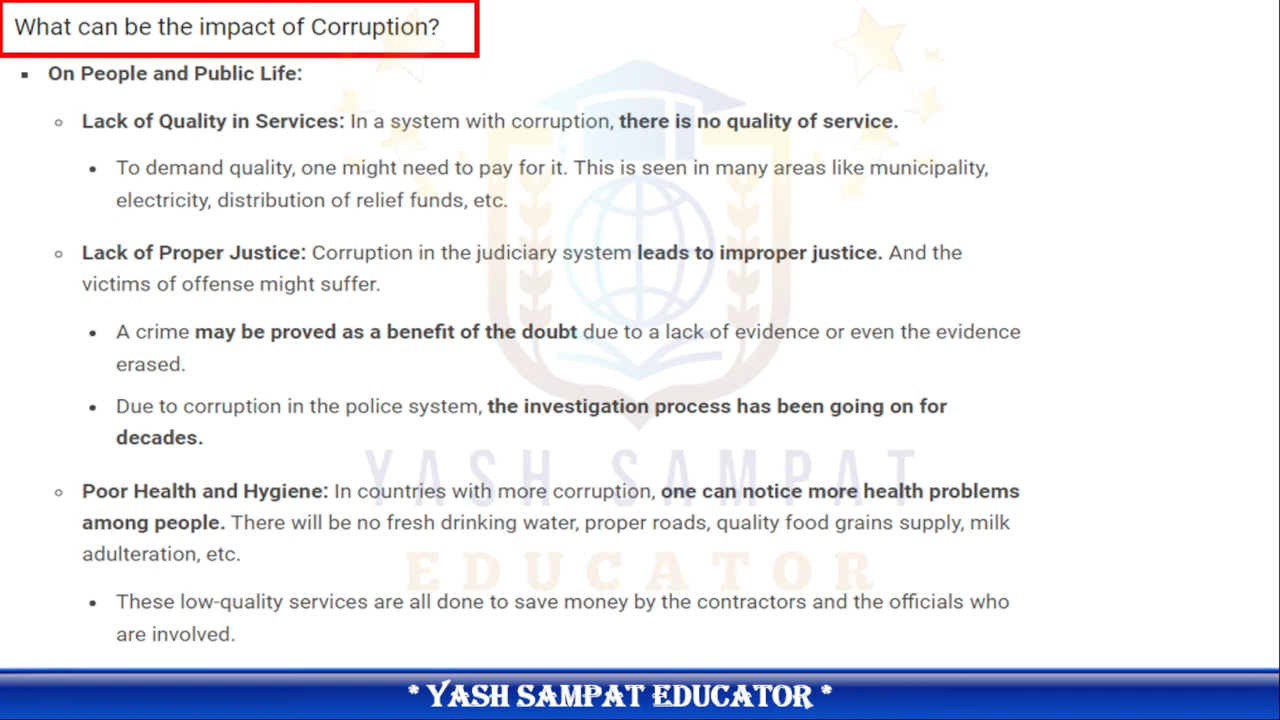 What can be the impact of Corruption?
▪ On People and Public Life:
○ Lack of Quality in Services: In a system with corruption, there is no quality of service.
• To demand quality, one might need to pay for it. This is seen in many areas like municipality,
electricity, distribution of relief funds, etc.
○ Lack of Proper Justice: Corruption in the judiciary system leads to improper justice. And the
victims of offense might suffer.
• A crime may be proved as a benefit of the doubt due to a lack of evidence or even the evidence
erased.
• Due to corruption in the police system, the investigation process has been going on for
decades.
YASH SAMPAT
○ Poor Health and Hygiene: In countries with more corruption, one can notice more health problems
among people. There will be no fresh drinking water, proper roads, quality food grains supply, milk
adulteration, etc.
EDUCATOR
• These low-quality services are all done to save money by the contractors and the officials who
are involved.
* YASH SAMPAT EDUCATOR *